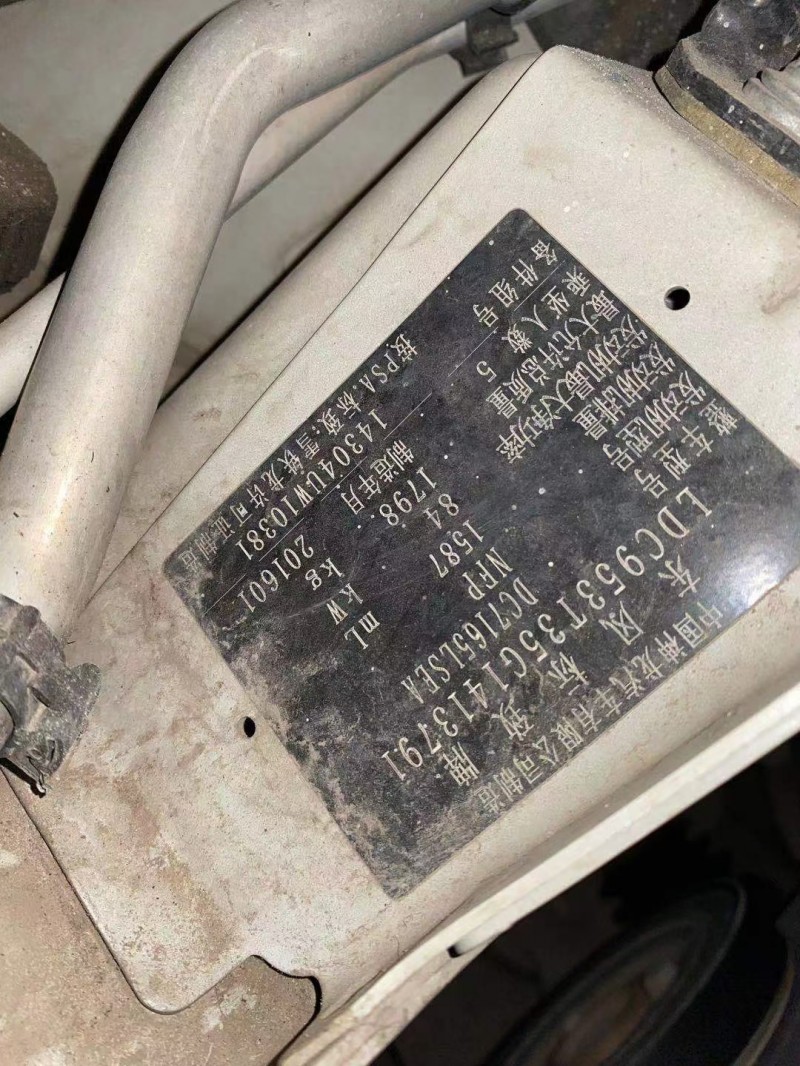 中国神龙汽车有限公司制造
东风标致牌
LDC953T35G1413791
整车型号 DC7165LSEA
发动机型号 NFP
发动机排量 1587 mL
发动机最大净功率 84 kW
最大允许总质量 1798 kg
乘坐人数 5 制造年月 201601
备件组号 14304UW10381
按PSA.标致.雪铁龙许可证制造